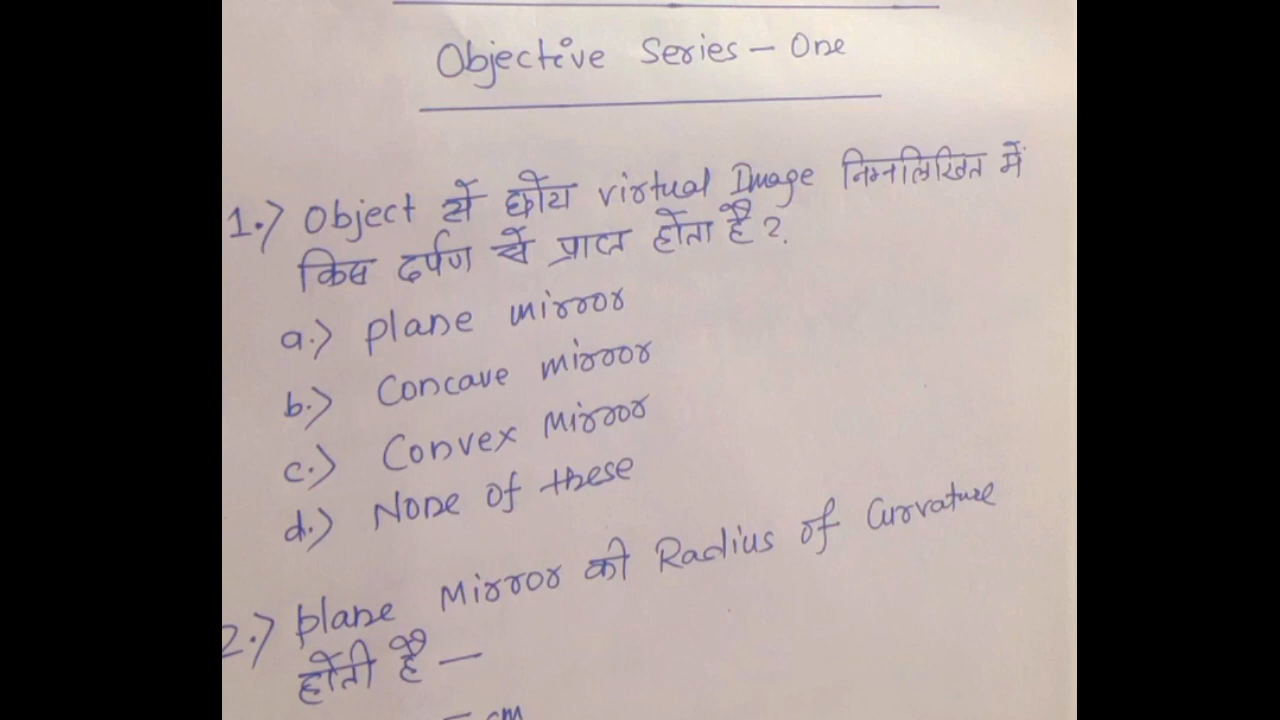 Objective Series - One
1.) Object से छोटा virtual Image निम्नलिखित में
किस दर्पण से प्राप्त होता है?
a.) plane mirror
b.) Concave mirror
c.) Convex Mirror
d.) None of these
2.) plane Mirror की Radius of Curvature
होती है —
cm